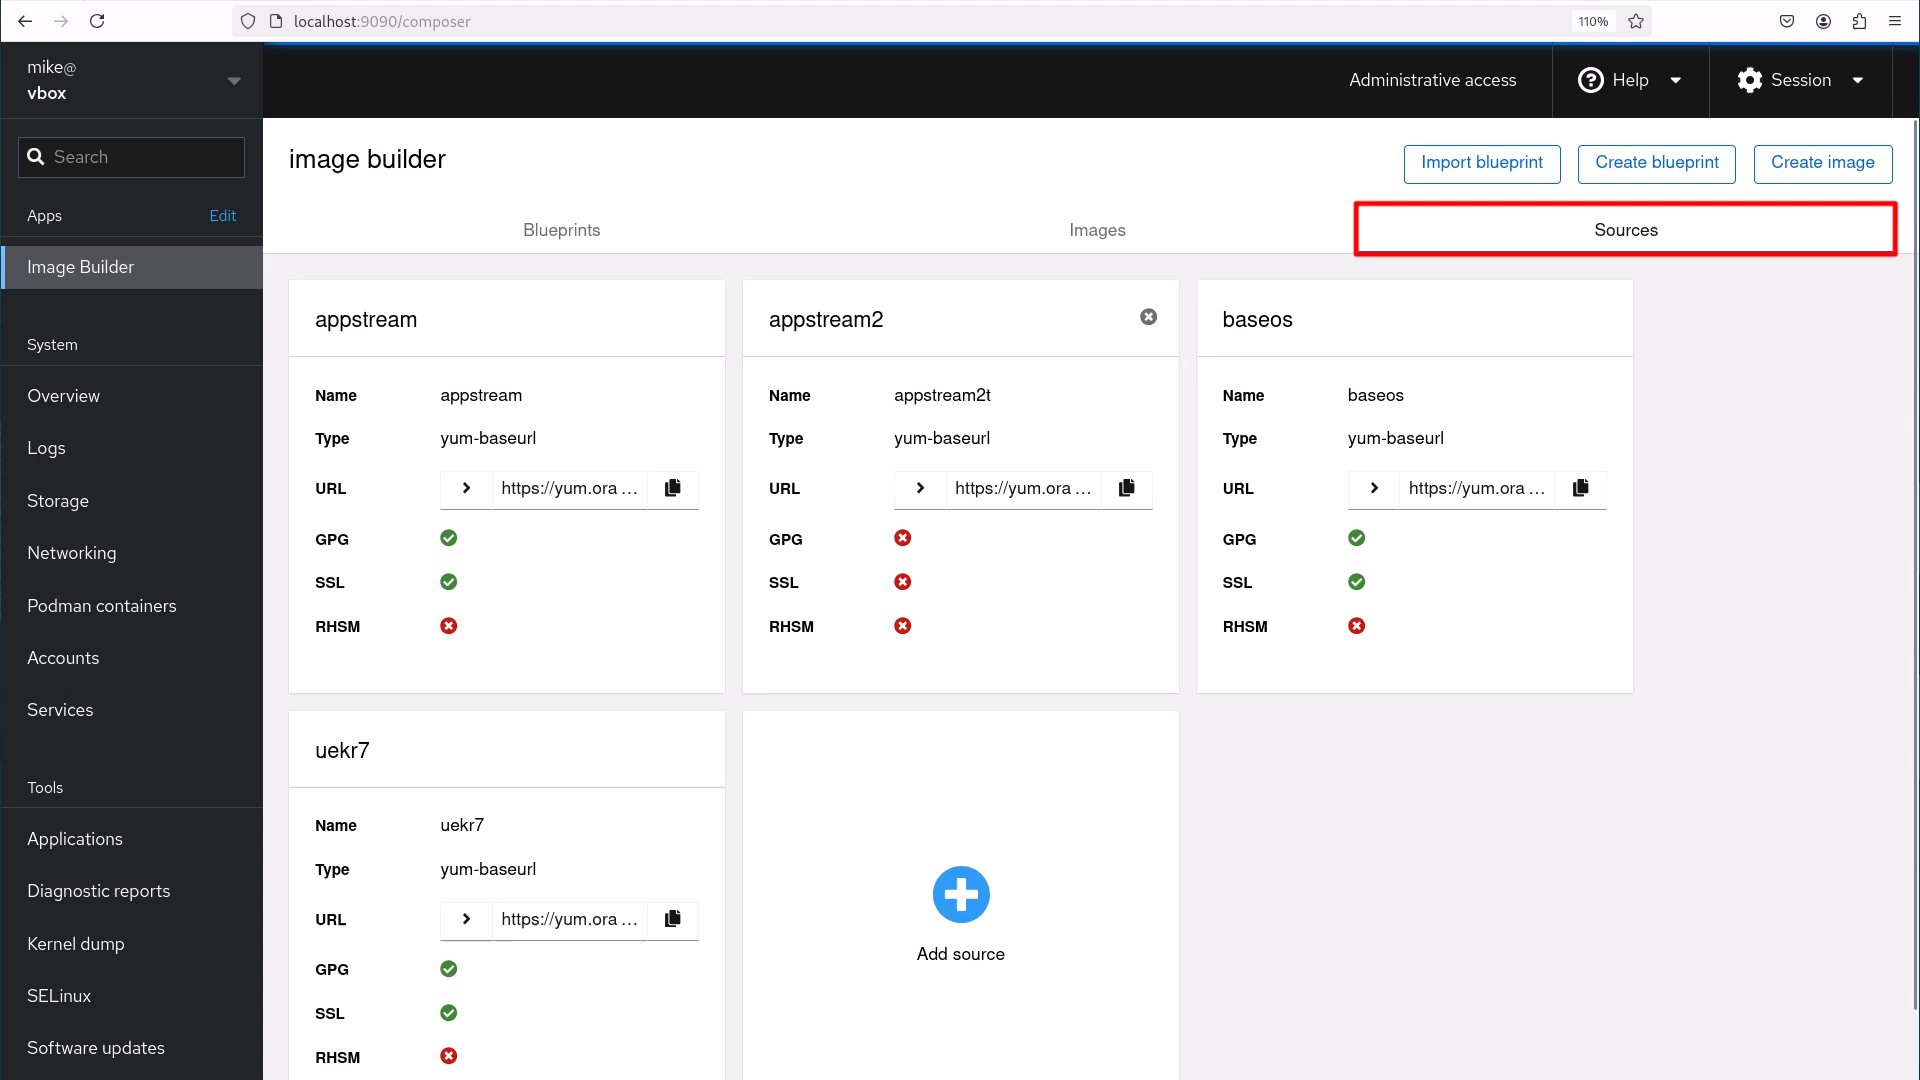 localhost:9090/composer
110%
mike@
vbox
Administrative access
Help
Session
Search
Apps
Edit
Image Builder
System
Overview
Logs
Storage
Networking
Podman containers
Accounts
Services
Tools
Applications
Diagnostic reports
Kernel dump
SELinux
Software updates
image builder
Import blueprint
Create blueprint
Create image
Blueprints
Images
Sources
appstream
Name appstream
Type yum-baseurl
URL https://yum.ora ...
GPG
SSL
RHSM
appstream2
Name appstream2t
Type yum-baseurl
URL https://yum.ora ...
GPG
SSL
RHSM
baseos
Name baseos
Type yum-baseurl
URL https://yum.ora ...
GPG
SSL
RHSM
uekr7
Name uekr7
Type yum-baseurl
URL https://yum.ora ...
GPG
SSL
RHSM
Add source